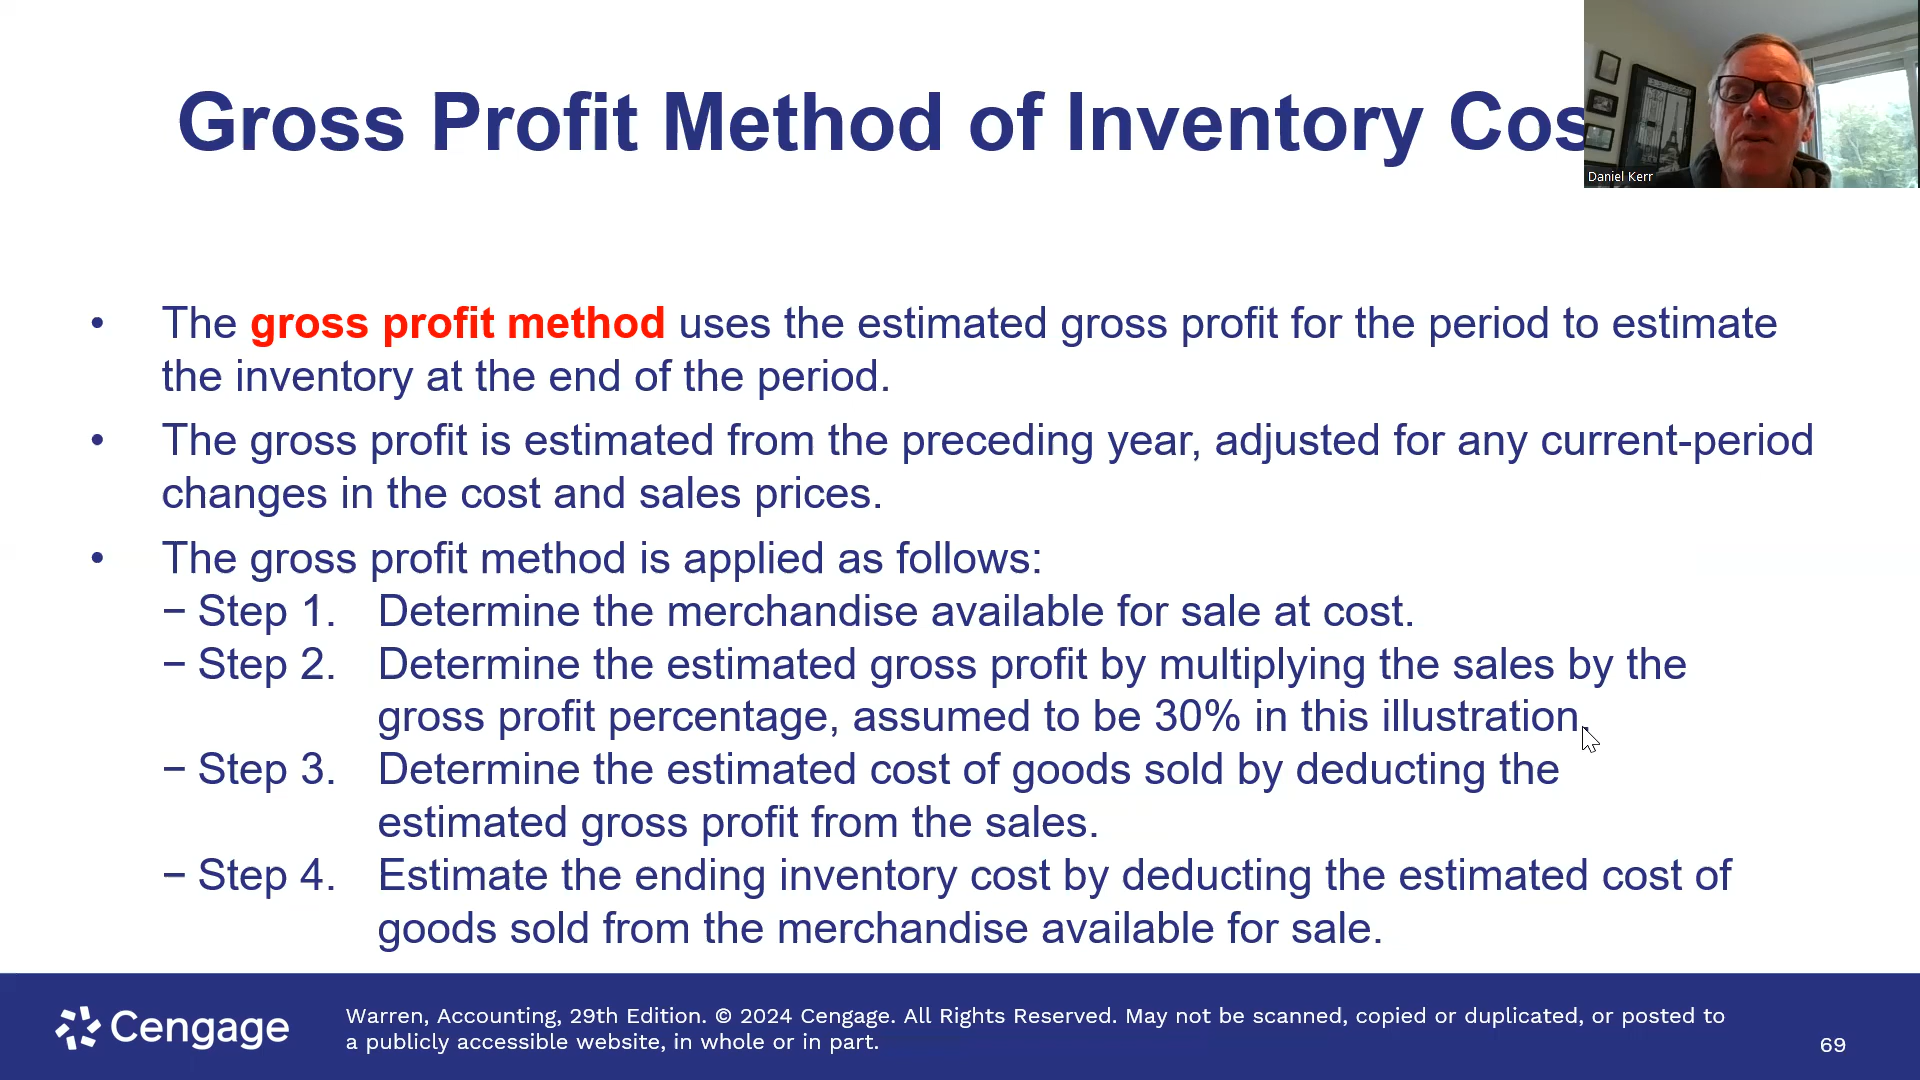 Gross Profit Method of Inventory Cos
Daniel Kerr
• The gross profit method uses the estimated gross profit for the period to estimate
the inventory at the end of the period.
• The gross profit is estimated from the preceding year, adjusted for any current-period
changes in the cost and sales prices.
• The gross profit method is applied as follows:
− Step 1. Determine the merchandise available for sale at cost.
− Step 2. Determine the estimated gross profit by multiplying the sales by the
gross profit percentage, assumed to be 30% in this illustration.
− Step 3. Determine the estimated cost of goods sold by deducting the
estimated gross profit from the sales.
− Step 4. Estimate the ending inventory cost by deducting the estimated cost of
goods sold from the merchandise available for sale.
Cengage
Warren, Accounting, 29th Edition. © 2024 Cengage. All Rights Reserved. May not be scanned, copied or duplicated, or posted to
a publicly accessible website, in whole or in part.
69